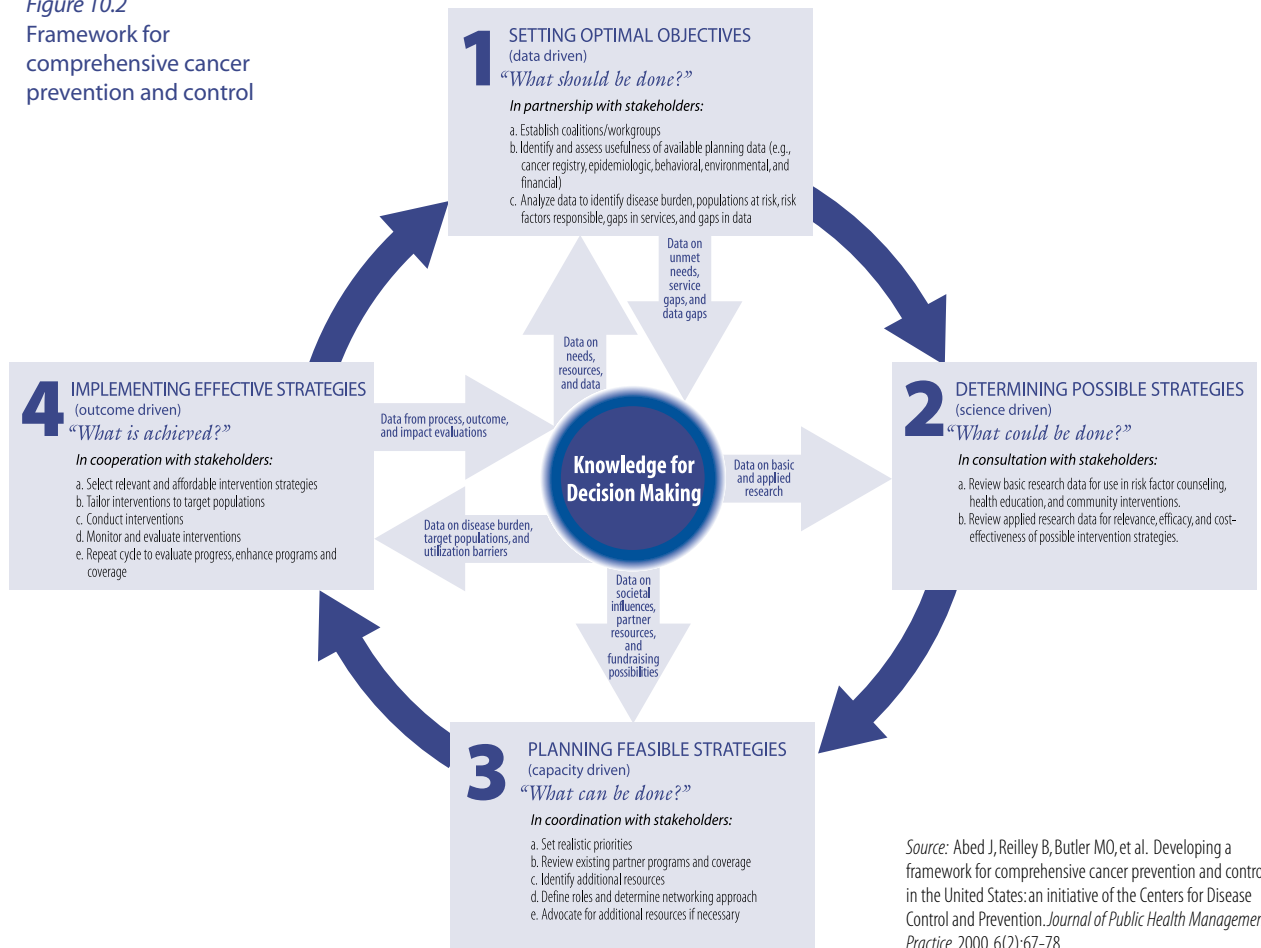 Figure 10.2
Framework for
comprehensive cancer
prevention and control
1
SETTING OPTIMAL OBJECTIVES
(data driven)
“What should be done?”
In partnership with stakeholders:
a. Establish coalitions/workgroups
b. Identify and assess usefulness of available planning data (e.g.,
cancer registry, epidemiologic, behavioral, environmental, and
financial)
c. Analyze data to identify disease burden, populations at risk, risk
factors responsible, gaps in services, and gaps in data
Data on
unmet
needs,
service
gaps, and
data gaps
Data on
needs,
resources,
and data
4
IMPLEMENTING EFFECTIVE STRATEGIES
(outcome driven)
“What is achieved?”
In cooperation with stakeholders:
a. Select relevant and affordable intervention strategies
b. Tailor interventions to target populations
c. Conduct interventions
d. Monitor and evaluate interventions
e. Repeat cycle to evaluate progress, enhance programs and
coverage
Data from process, outcome,
and impact evaluations
Data on disease burden,
target populations, and
utilization barriers
Knowledge for
Decision Making
Data on basic
and applied
research
2
DETERMINING POSSIBLE STRATEGIES
(science driven)
“What could be done?”
In consultation with stakeholders:
a. Review basic research data for use in risk factor counseling,
health education, and community interventions.
b. Review applied research data for relevance, efficacy, and cost-
effectiveness of possible intervention strategies.
Data on
societal
influences,
partner
resources,
and
fundraising
possibilities
3
PLANNING FEASIBLE STRATEGIES
(capacity driven)
“What can be done?”
In coordination with stakeholders:
a. Set realistic priorities
b. Review existing partner programs and coverage
c. Identify additional resources
d. Define roles and determine networking approach
e. Advocate for additional resources if necessary
Source: Abed J, Reilley B, Butler MO, et al. Developing a
framework for comprehensive cancer prevention and contro
in the United States: an initiative of the Centers for Disease
Control and Prevention. Journal of Public Health Managemen
Practice 2000 6(2):67-78